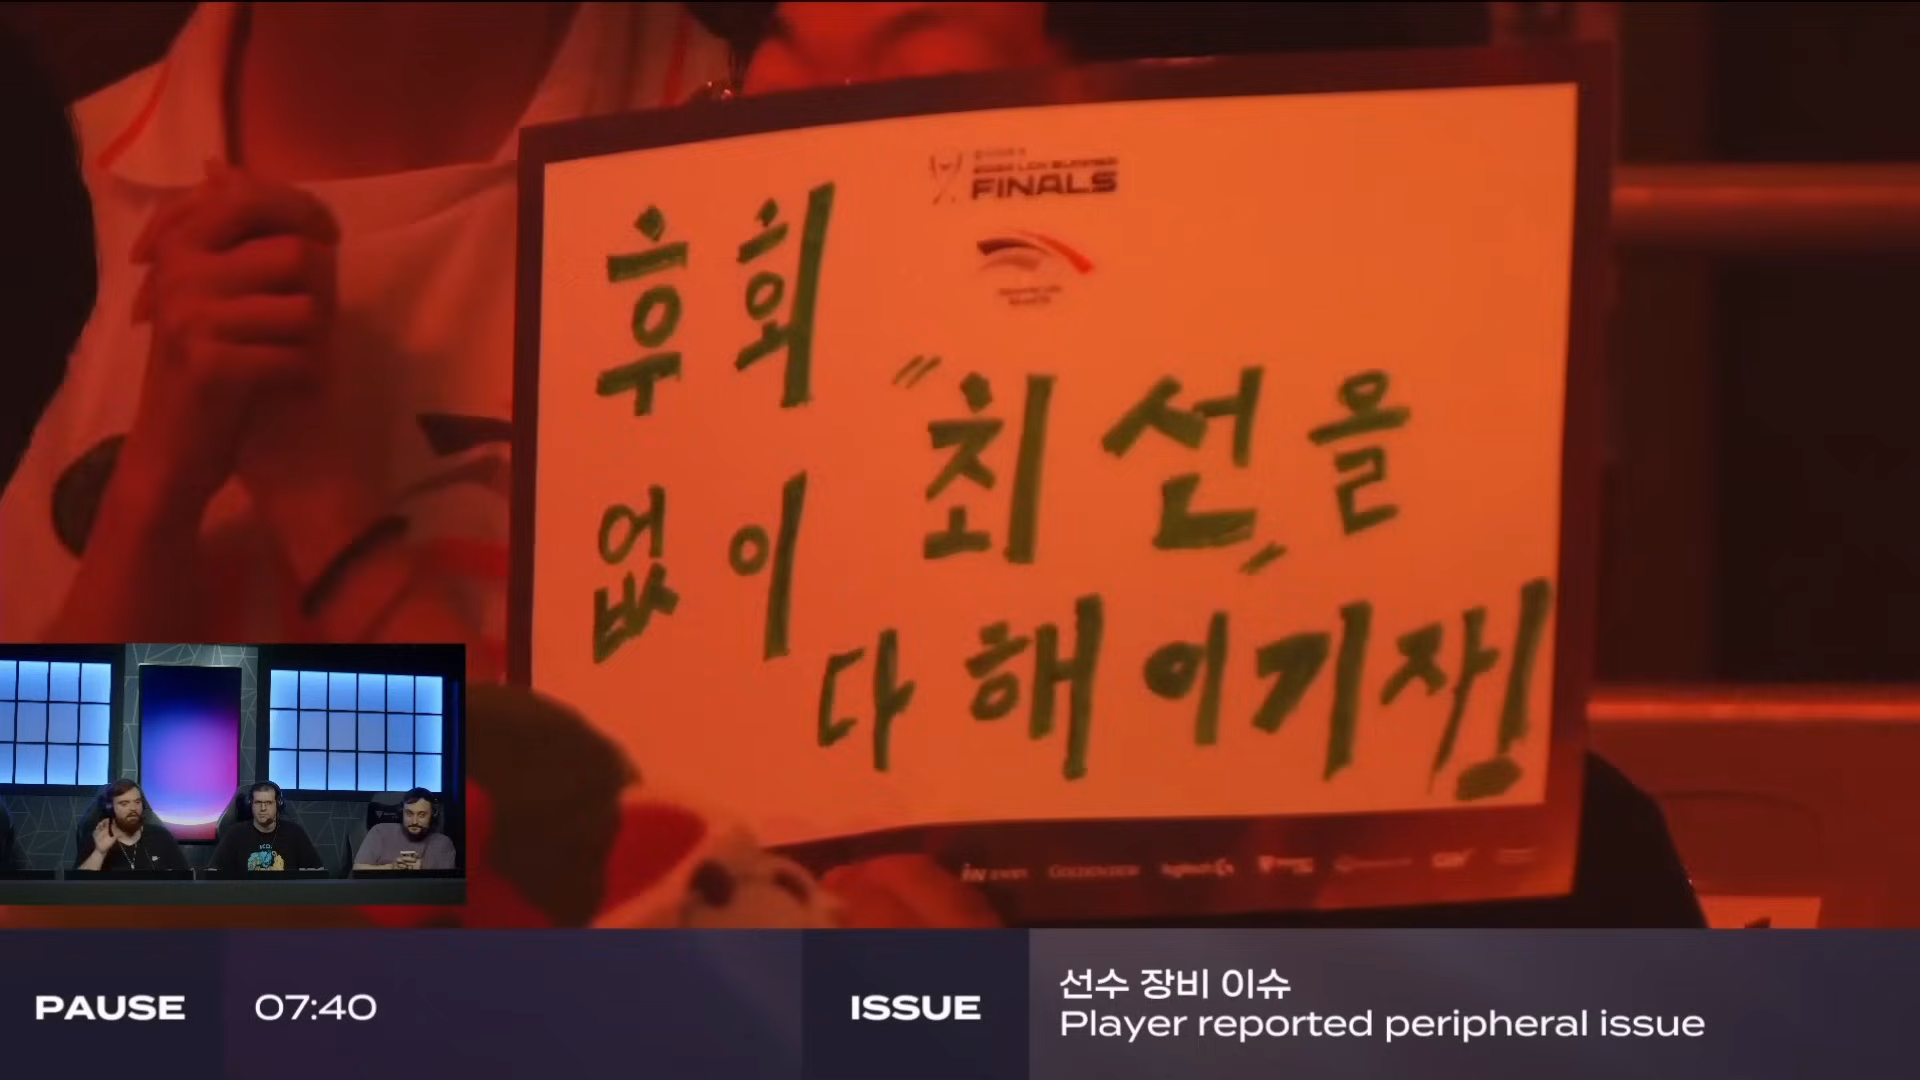 FINALS
후회
없이
"최선"을
다해 이기자!
PAUSE
07:40
ISSUE
선수 장비 이슈
Player reported peripheral issue